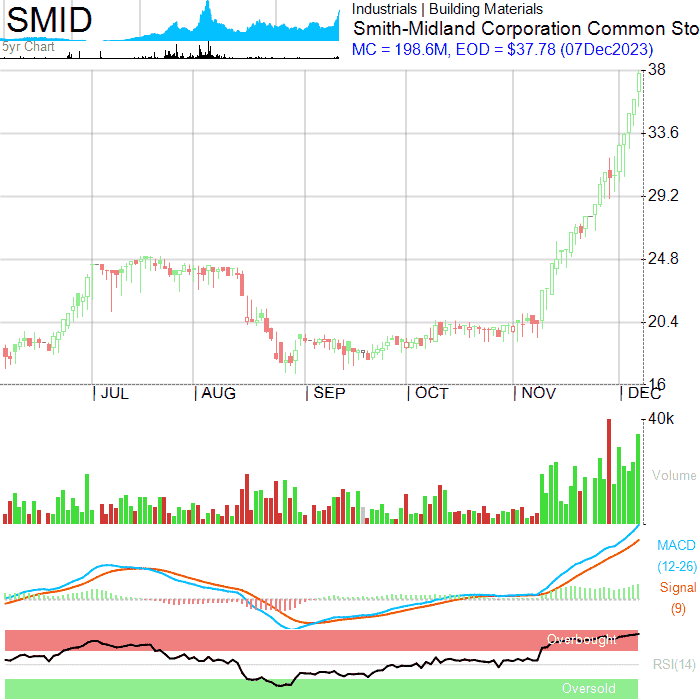 SMID
5yr Chart
Industrials | Building Materials
Smith-Midland Corporation Common Sto
MC = 198.6M, EOD = $37.78 (07Dec2023)
38
33.6
29.2
24.8
20.4
16
JUL AUG SEP OCT NOV DEC
40k
Volume
MACD
(12-26)
Signal
(9)
Overbought
RSI(14)
Oversold